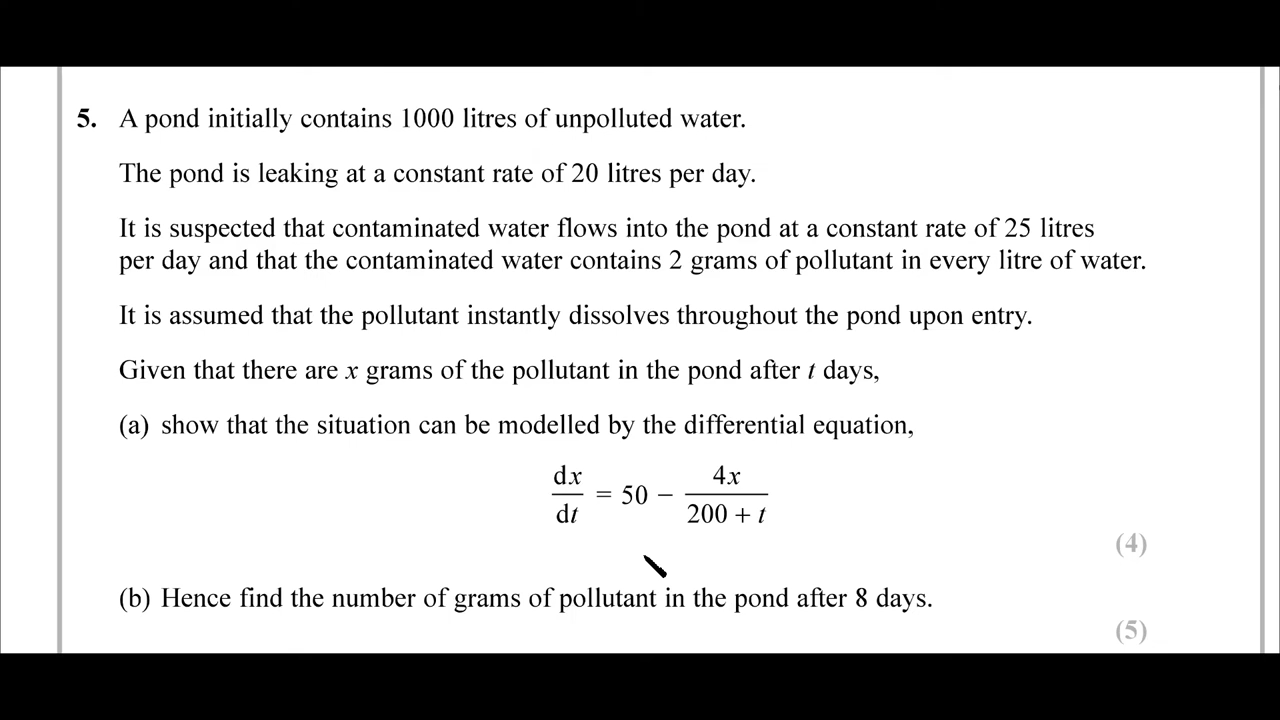 5. A pond initially contains 1000 litres of unpolluted water.
The pond is leaking at a constant rate of 20 litres per day.
It is suspected that contaminated water flows into the pond at a constant rate of 25 litres
per day and that the contaminated water contains 2 grams of pollutant in every litre of water.
It is assumed that the pollutant instantly dissolves throughout the pond upon entry.
Given that there are x grams of the pollutant in the pond after t days,
(a) show that the situation can be modelled by the differential equation,
dx/dt = 50 − 4x/(200 + t)
(4)
(b) Hence find the number of grams of pollutant in the pond after 8 days.
(5)